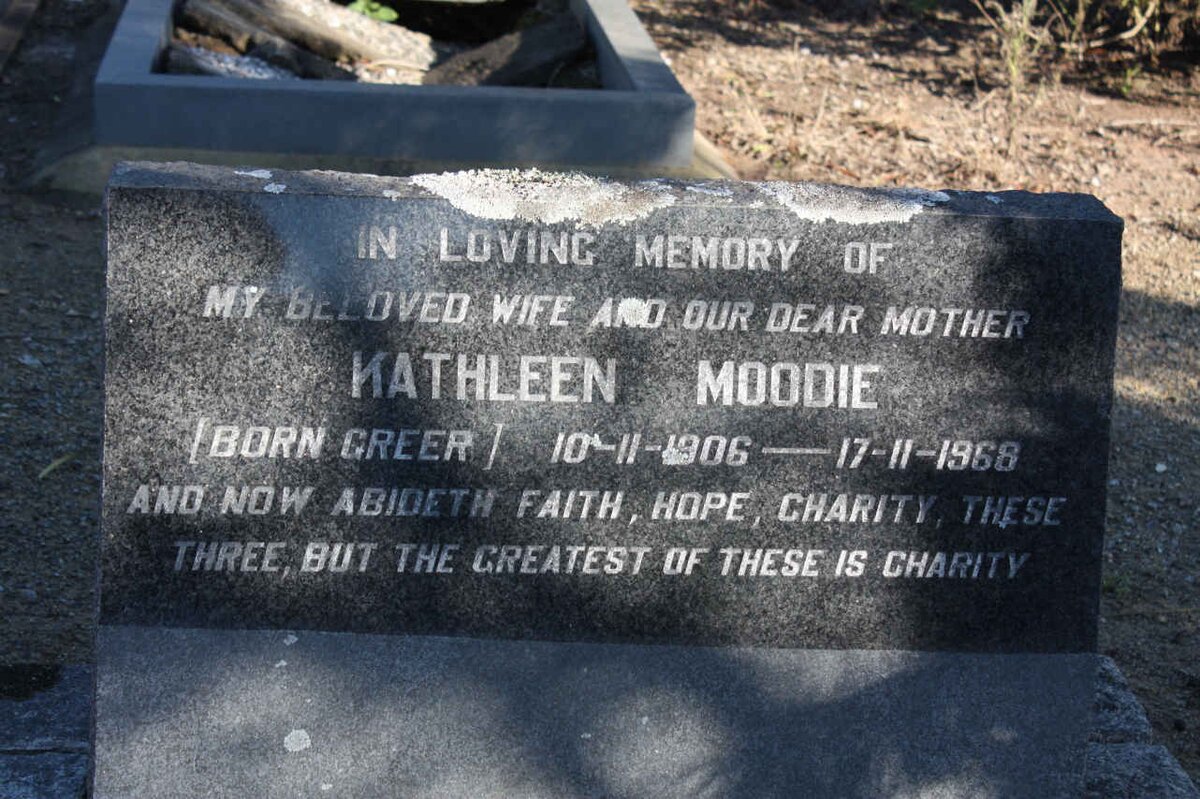 IN LOVING MEMORY OF
MY BELOVED WIFE AND OUR DEAR MOTHER
KATHLEEN MOODIE
[BORN GREER] 10-11-1906 — 17-11-1968
AND NOW ABIDETH FAITH, HOPE, CHARITY, THESE
THREE, BUT THE GREATEST OF THESE IS CHARITY